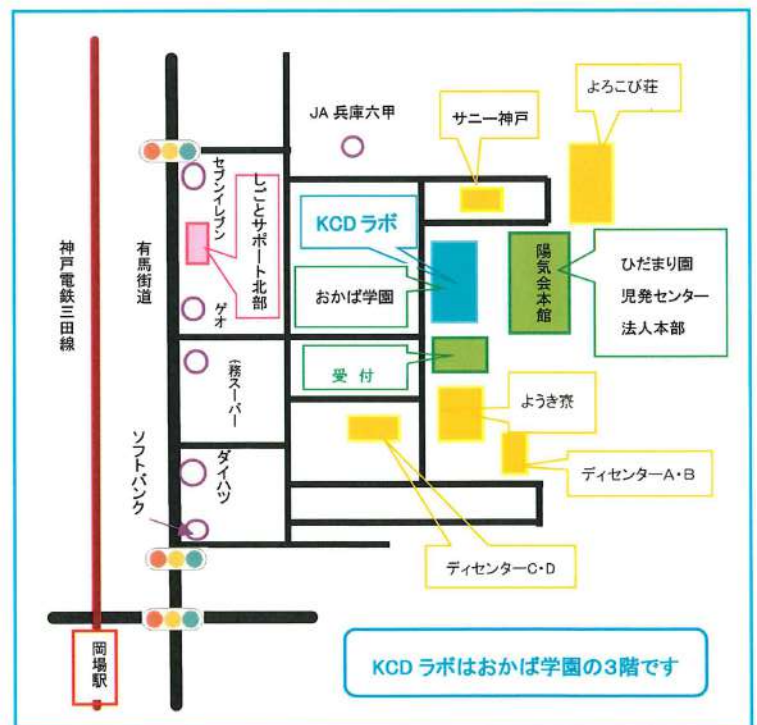 よろこび荘
JA 兵庫六甲
サニー神戸
セブンイレブン
しごとサポート北部
KCD ラボ
おかば学園
陽気会本館
ひだまり園
児発センター
法人本部
神戸電鉄三田線
有馬街道
ゲオ
受 付
(務スーパー
ようき寮
ソフトバンク
ダイハツ
ディセンターA・B
ディセンターC・D
岡場駅
KCD ラボはおかば学園の3階です